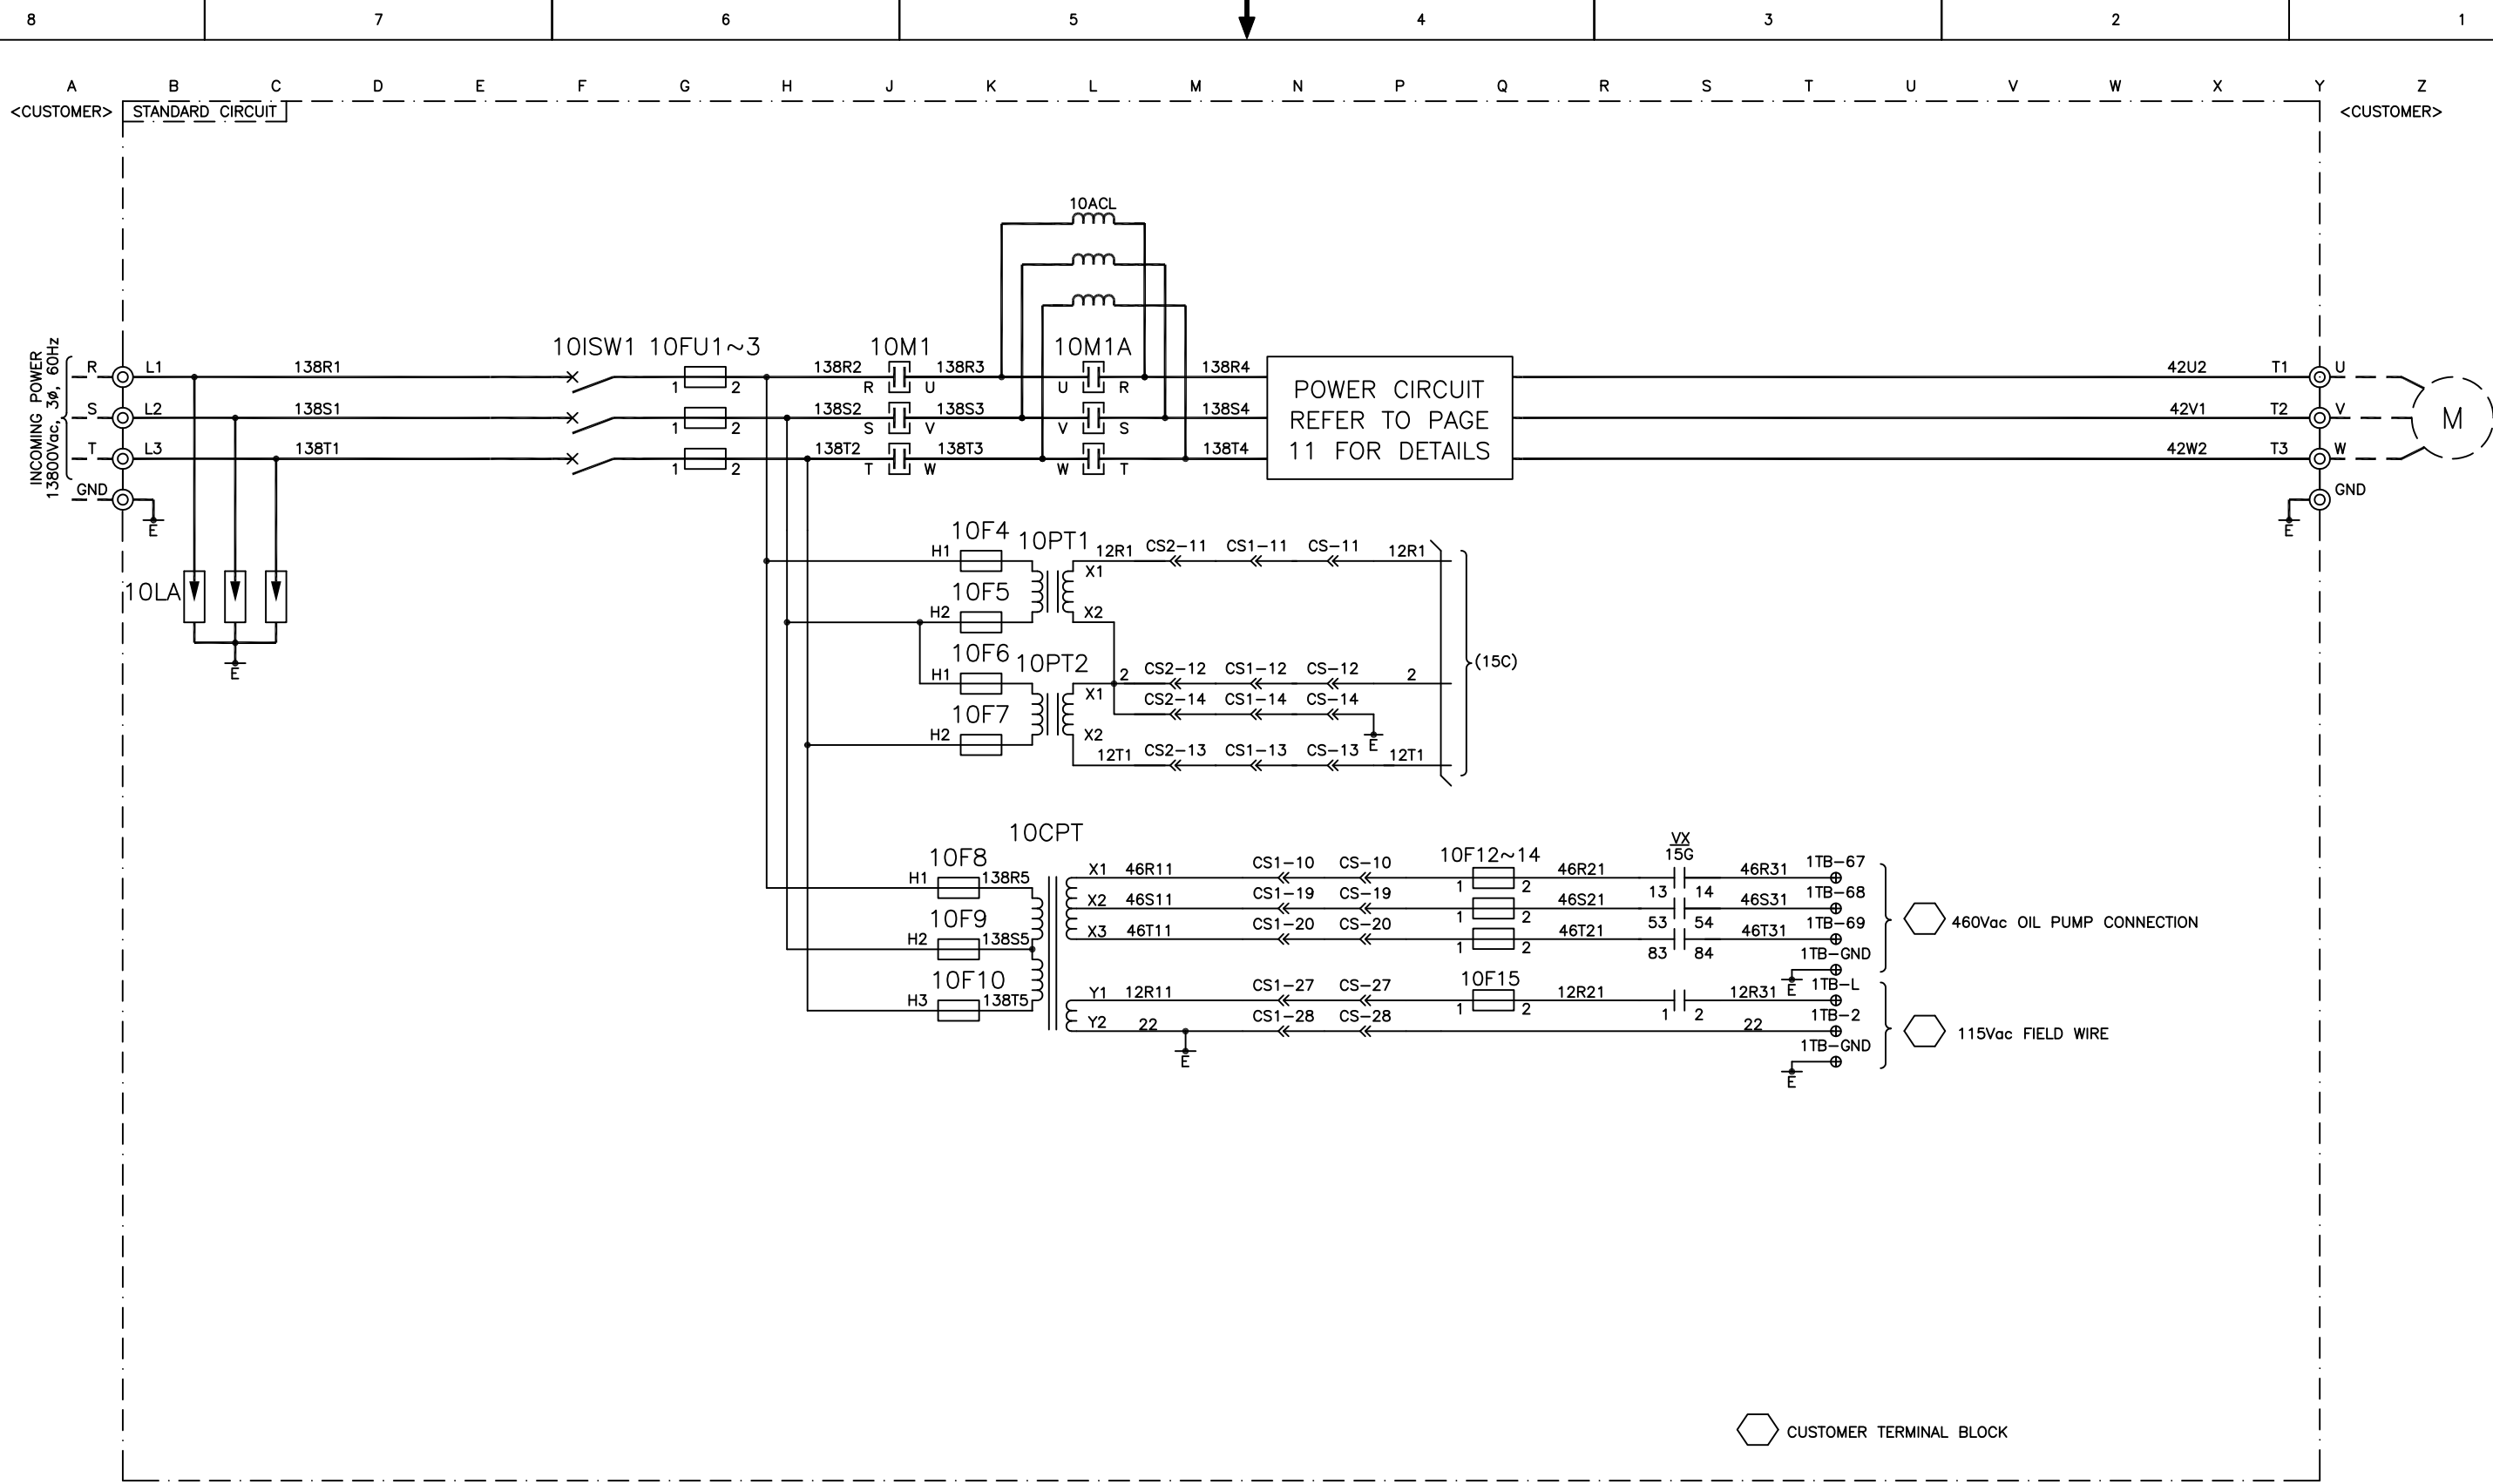 8 7 6 5 4 3 2 1
A B C D E F G H J K L M N P Q R S T U V W X Y Z
<CUSTOMER> STANDARD CIRCUIT <CUSTOMER>
10ACL
10ISW1 10FU1~3 10M1 10M1A
INCOMING POWER
13800Vac, 3ø, 60Hz
R L1 138R1 138R2 138R3 138R4 42U2 T1 U
1 2 R U U R
S L2 138S1 138S2 138S3 138S4 42V1 T2 V
1 2 S V V S
T L3 138T1 138T2 138T3 138T4 42W2 T3 W
1 2 T W W T
POWER CIRCUIT
REFER TO PAGE
11 FOR DETAILS
M
GND GND
E E
10F4 10PT1
H1 12R1 CS2-11 CS1-11 CS-11 12R1
X1
10LA 10F5
H2 X2
E
10F6 10PT2
H1 2 CS2-12 CS1-12 CS-12 2 (15C)
X1 CS2-14 CS1-14 CS-14
10F7
H2 X2 E
12T1 CS2-13 CS1-13 CS-13 12T1
10CPT
VX
15G
10F8 10F12~14
H1 138R5 X1 46R11 CS1-10 CS-10 46R21 46R31 1TB-67
1 2 13 14
X2 46S11 CS1-19 CS-19 46S21 46S31 1TB-68
10F9 1 2 53 54
H2 138S5 X3 46T11 CS1-20 CS-20 46T21 46T31 1TB-69
1 2 83 84
460Vac OIL PUMP CONNECTION
1TB-GND
E
10F10 10F15
H3 138T5 Y1 12R11 CS1-27 CS-27 12R21 12R31 1TB-L
1 2 1 2
Y2 22 CS1-28 CS-28 22 1TB-2
115Vac FIELD WIRE
E 1TB-GND
E
CUSTOMER TERMINAL BLOCK